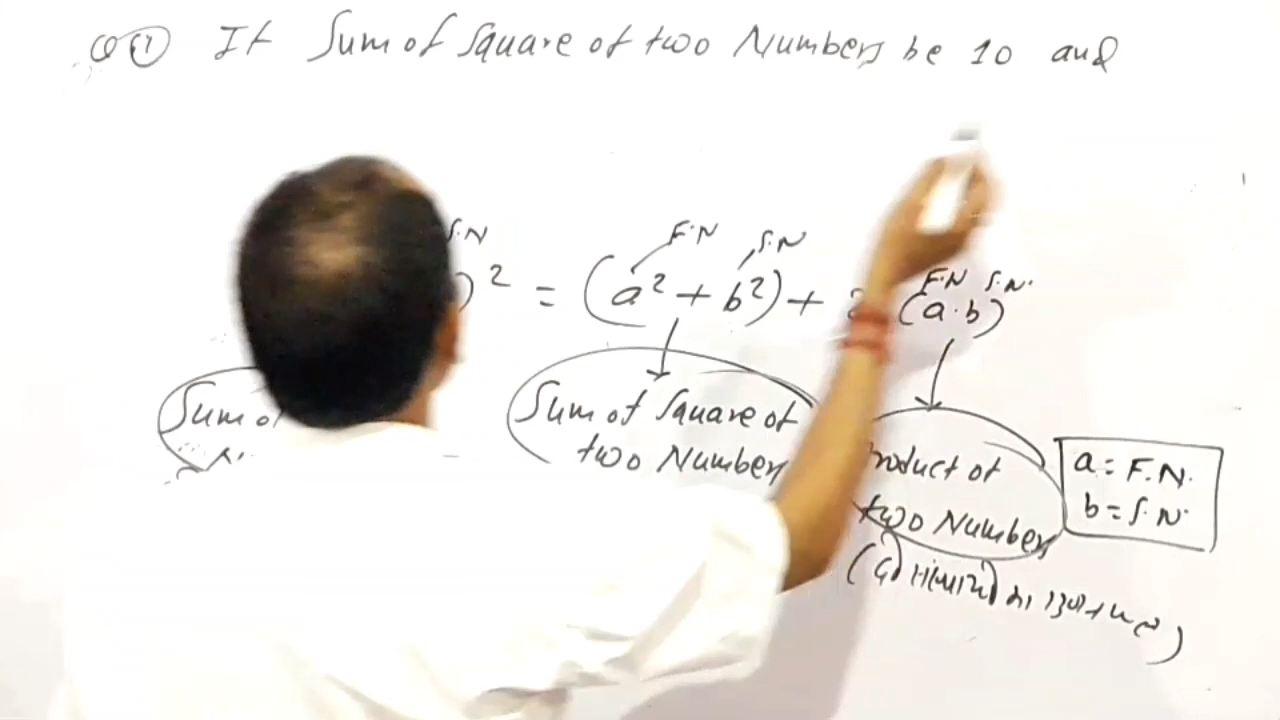 Q ① If Sum of Square of two Numbers be 10 and
S.N F.N S.N F.N S.N.
)² = (a² + b²) + 2 (a·b)
Sum of Sum of Square of
two Numbers
Product of
two Numbers
a = F.N.
b = S.N.